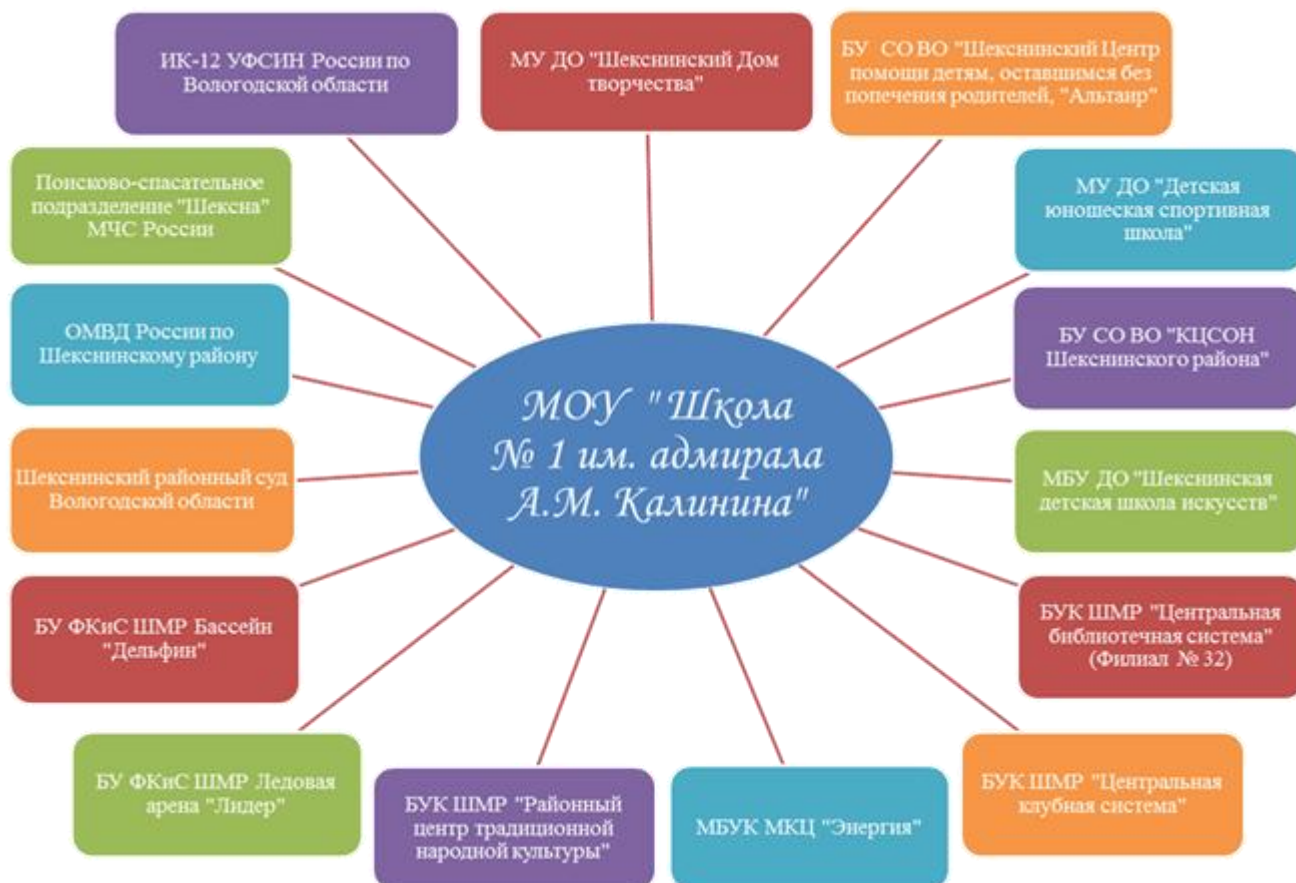 ИК-12 УФСИН России по
Вологодской области
МУ ДО "Шекснинский Дом
творчества"
БУ СО ВО "Шекснинский Центр
помощи детям, оставшимся без
попечения родителей, "Альтаир"
Поисково-спасательное
подразделение "Шексна"
МЧС России
МУ ДО "Детская
юношеская спортивная
школа"
ОМВД России по
Шекснинскому району
БУ СО ВО "КЦСОН
Шекснинского района"
МОУ "Школа
№ 1 им. адмирала
А.М. Калинина"
Шекснинский районный суд
Вологодской области
МБУ ДО "Шекснинская
детская школа искусств"
БУ ФКиС ШМР Бассейн
"Дельфин"
БУК ШМР "Центральная
библиотечная система"
(Филиал № 32)
БУ ФКиС ШМР Ледовая
арена "Лидер"
БУК ШМР "Районный
центр традиционной
народной культуры"
МБУК МКЦ "Энергия"
БУК ШМР "Центральная
клубная система"